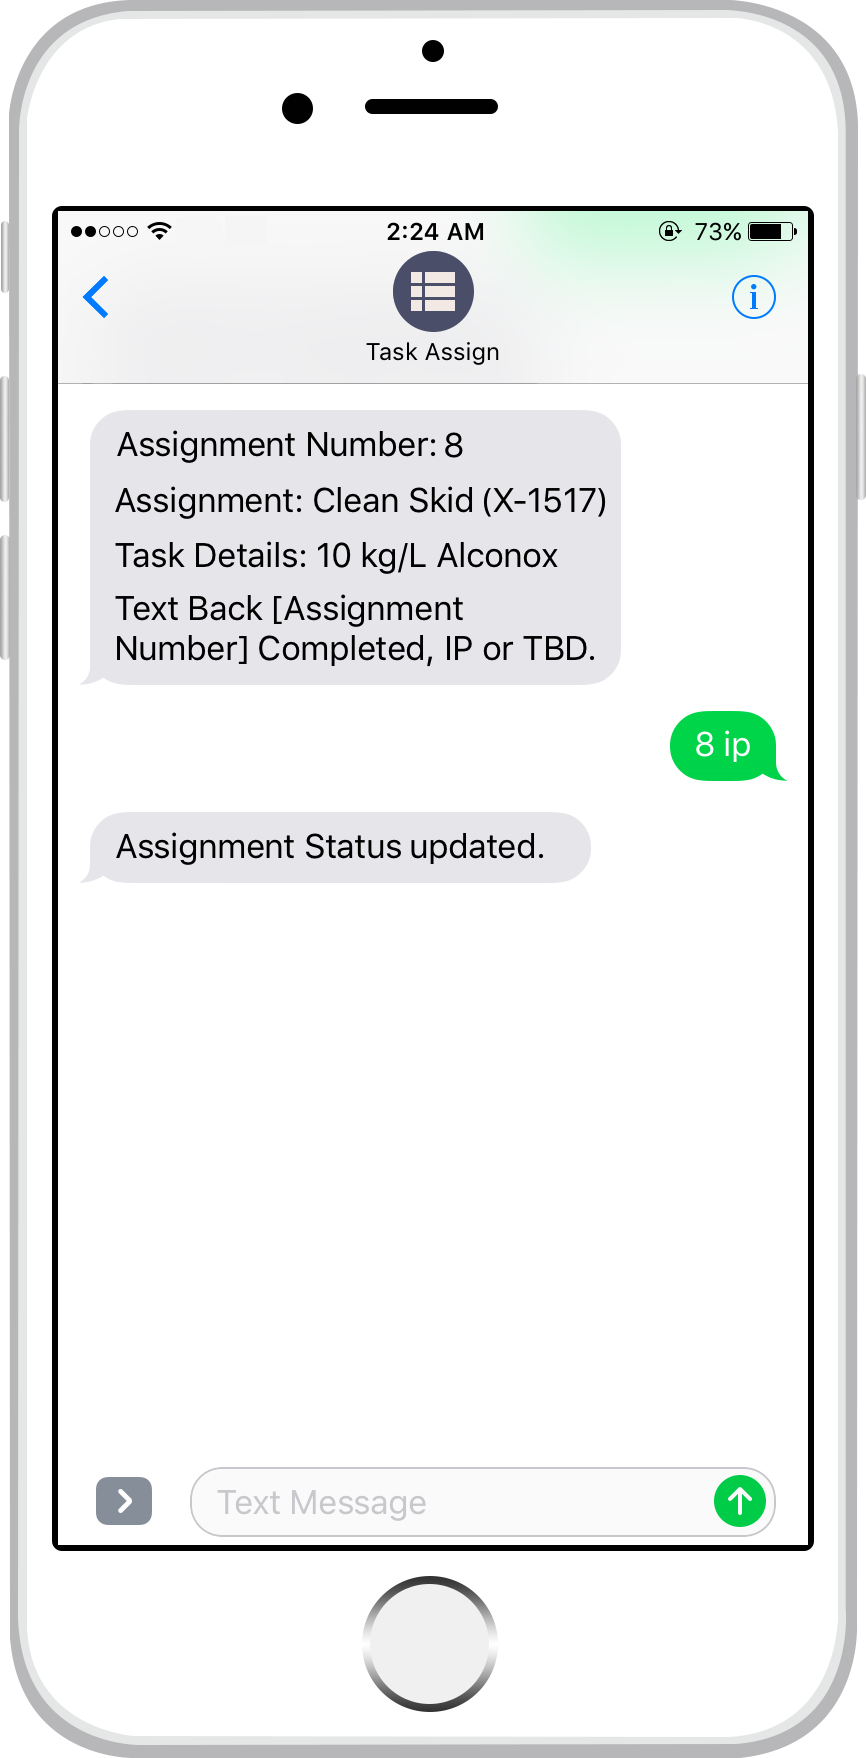 2:24 AM 73%
Task Assign
Assignment Number: 8
Assignment: Clean Skid (X-1517)
Task Details: 10 kg/L Alconox
Text Back [Assignment
Number] Completed, IP or TBD.
8 ip
Assignment Status updated.
Text Message